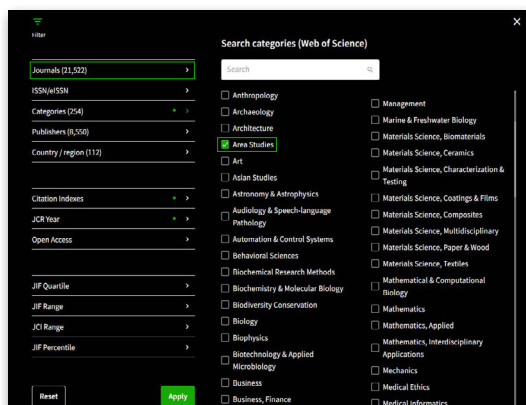 Filter
Journals (21,522)
ISSN/eISSN
Categories (254)
Publishers (8,550)
Country / region (112)
Citation Indexes
JCR Year
Open Access
JIF Quartile
JIF Range
JCI Range
JIF Percentile
Reset
Apply
Search categories (Web of Science)
Search
Anthropology
Archaeology
Architecture
Area Studies
Art
Asian Studies
Astronomy & Astrophysics
Audiology & Speech-language
Pathology
Automation & Control Systems
Behavioral Sciences
Biochemical Research Methods
Biochemistry & Molecular Biology
Biodiversity Conservation
Biology
Biophysics
Biotechnology & Applied
Microbiology
Business
Business, Finance
Management
Marine & Freshwater Biology
Materials Science, Biomaterials
Materials Science, Ceramics
Materials Science, Characterization &
Testing
Materials Science, Coatings & Films
Materials Science, Composites
Materials Science, Multidisciplinary
Materials Science, Paper & Wood
Materials Science, Textiles
Mathematical & Computational
Biology
Mathematics
Mathematics, Applied
Mathematics, Interdisciplinary
Applications
Mechanics
Medical Ethics
Medical Informatics